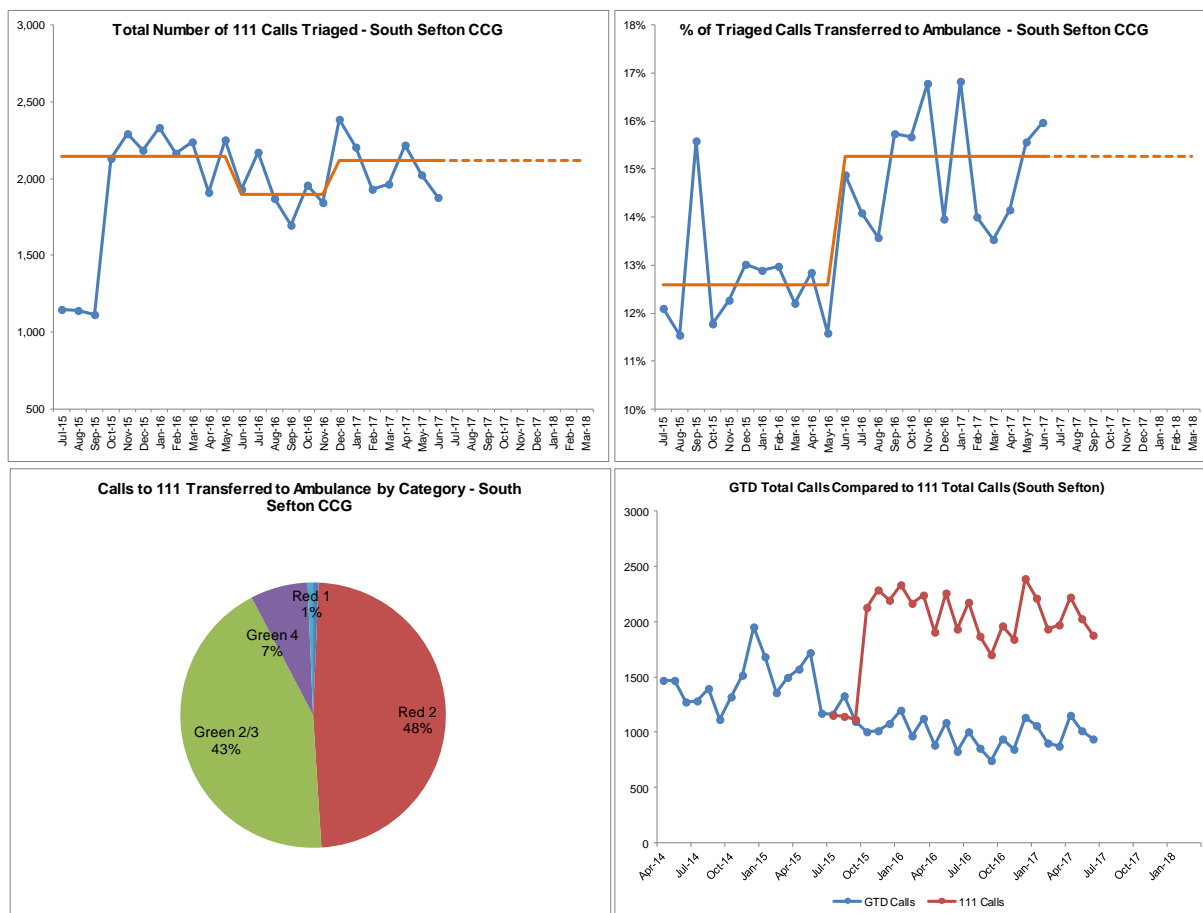 Total Number of 111 Calls Triaged - South Sefton CCG
3,000
2,500
2,000
1,500
1,000
500
Jul-15
Aug-15
Sep-15
Oct-15
Nov-15
Dec-15
Jan-16
Feb-16
Mar-16
Apr-16
May-16
Jun-16
Jul-16
Aug-16
Sep-16
Oct-16
Nov-16
Dec-16
Jan-17
Feb-17
Mar-17
Apr-17
May-17
Jun-17
Jul-17
Aug-17
Sep-17
Oct-17
Nov-17
Dec-17
Jan-18
Feb-18
Mar-18
% of Triaged Calls Transferred to Ambulance - South Sefton CCG
18%
17%
16%
15%
14%
13%
12%
11%
10%
Jul-15
Aug-15
Sep-15
Oct-15
Nov-15
Dec-15
Jan-16
Feb-16
Mar-16
Apr-16
May-16
Jun-16
Jul-16
Aug-16
Sep-16
Oct-16
Nov-16
Dec-16
Jan-17
Feb-17
Mar-17
Apr-17
May-17
Jun-17
Jul-17
Aug-17
Sep-17
Oct-17
Nov-17
Dec-17
Jan-18
Feb-18
Mar-18
Calls to 111 Transferred to Ambulance by Category - South
Sefton CCG
Red 1
1%
Green 4
7%
Red 2
48%
Green 2/3
43%
GTD Total Calls Compared to 111 Total Calls (South Sefton)
3000
2500
2000
1500
1000
500
0
Apr-14
Jul-14
Oct-14
Jan-15
Apr-15
Jul-15
Oct-15
Jan-16
Apr-16
Jul-16
Oct-16
Jan-17
Apr-17
Jul-17
Oct-17
Jan-18
GTD Calls
111 Calls